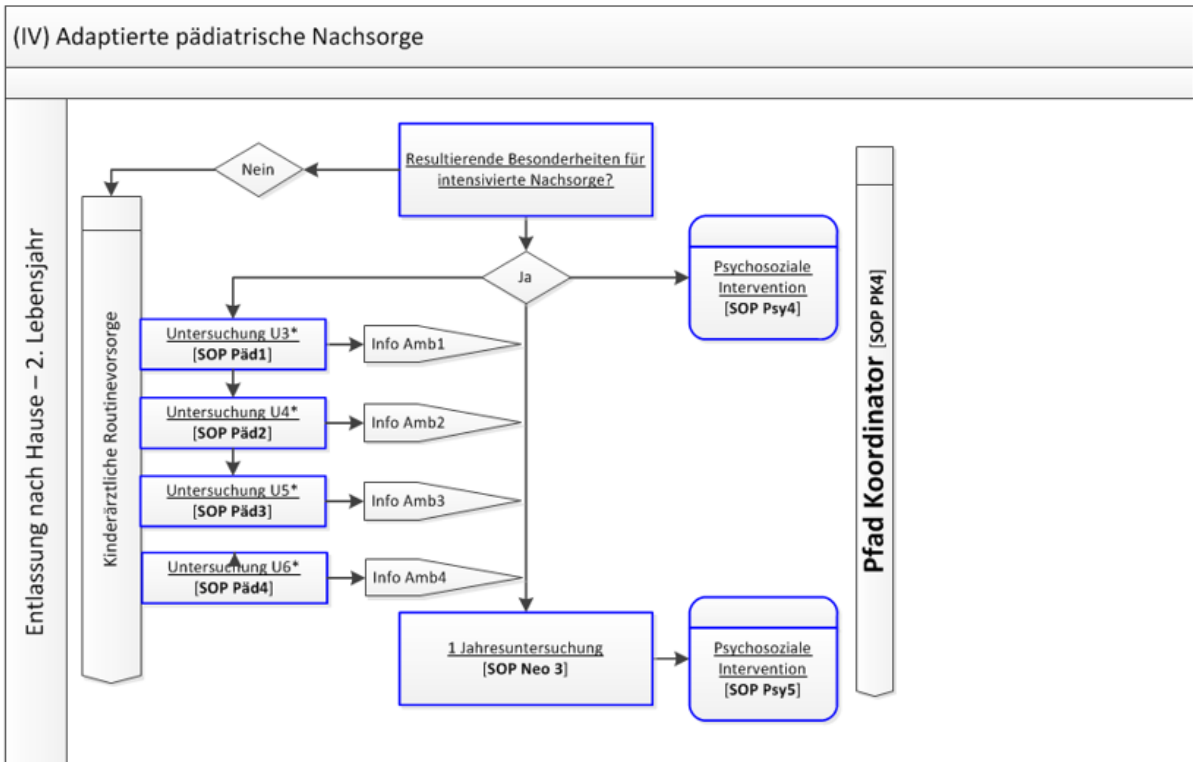 (IV) Adaptierte pädiatrische Nachsorge
Entlassung nach Hause – 2. Lebensjahr
Nein
Resultierende Besonderheiten für
intensivierte Nachsorge?
Ja
Kinderärztliche Routinevorsorge
Psychosoziale
Intervention
[SOP Psy4]
Untersuchung U3*
[SOP Päd1]
Info Amb1
Untersuchung U4*
[SOP Päd2]
Info Amb2
Untersuchung U5*
[SOP Päd3]
Info Amb3
Untersuchung U6*
[SOP Päd4]
Info Amb4
1 Jahresuntersuchung
[SOP Neo 3]
Psychosoziale
Intervention
[SOP Psy5]
Pfad Koordinator [SOP PK4]